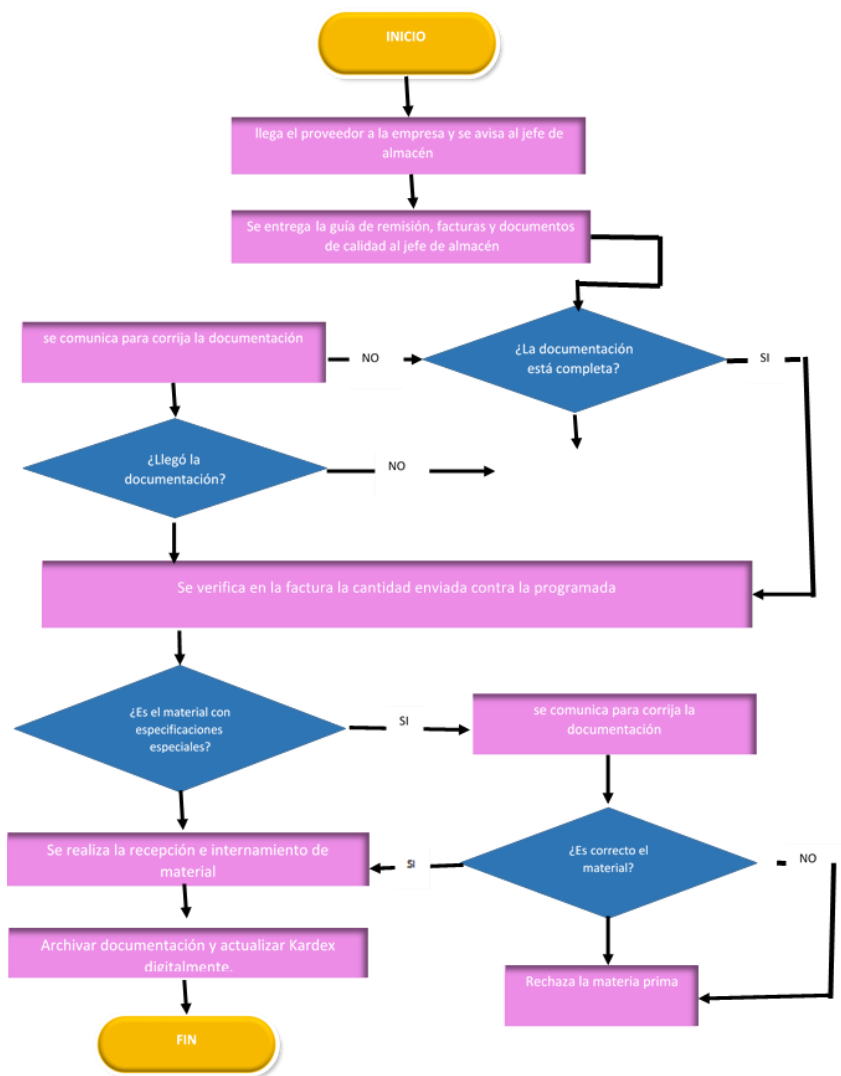 INICIO
llega el proveedor a la empresa y se avisa al jefe de
almacén
Se entrega la guía de remisión, facturas y documentos
de calidad al jefe de almacén
se comunica para corrija la documentación
NO
¿La documentación
está completa?
SI
¿Llegó la
documentación?
NO
Se verifica en la factura la cantidad enviada contra la programada
¿Es el material con
especificaciones
especiales?
SI
se comunica para corrija la
documentación
Se realiza la recepción e internamiento de
material
SI
¿Es correcto el
material?
NO
Archivar documentación y actualizar Kardex
digitalmente.
Rechaza la materia prima
FIN